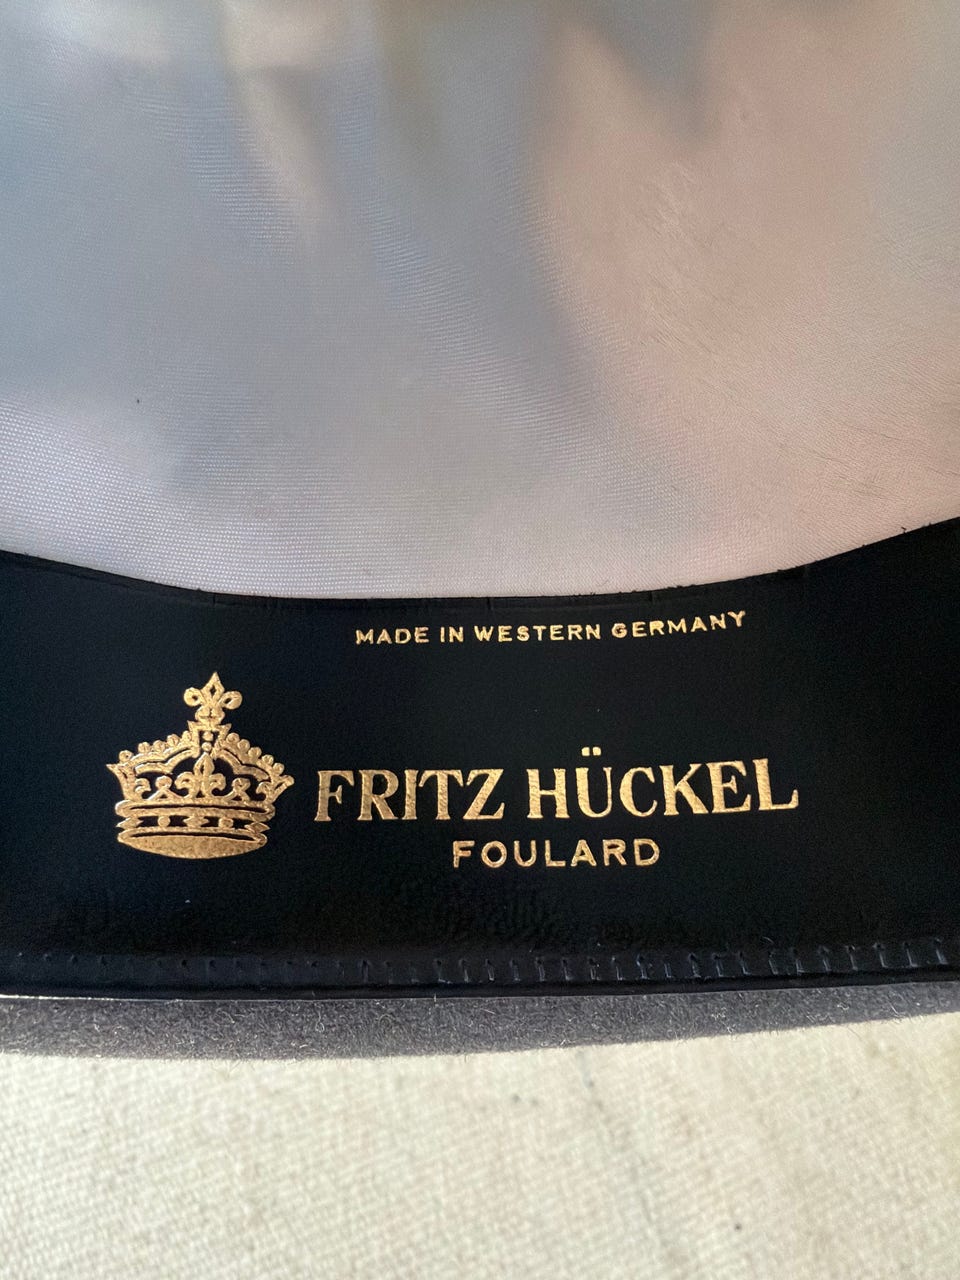 MADE IN WESTERN GERMANY
FRITZ HÜCKEL
FOULARD